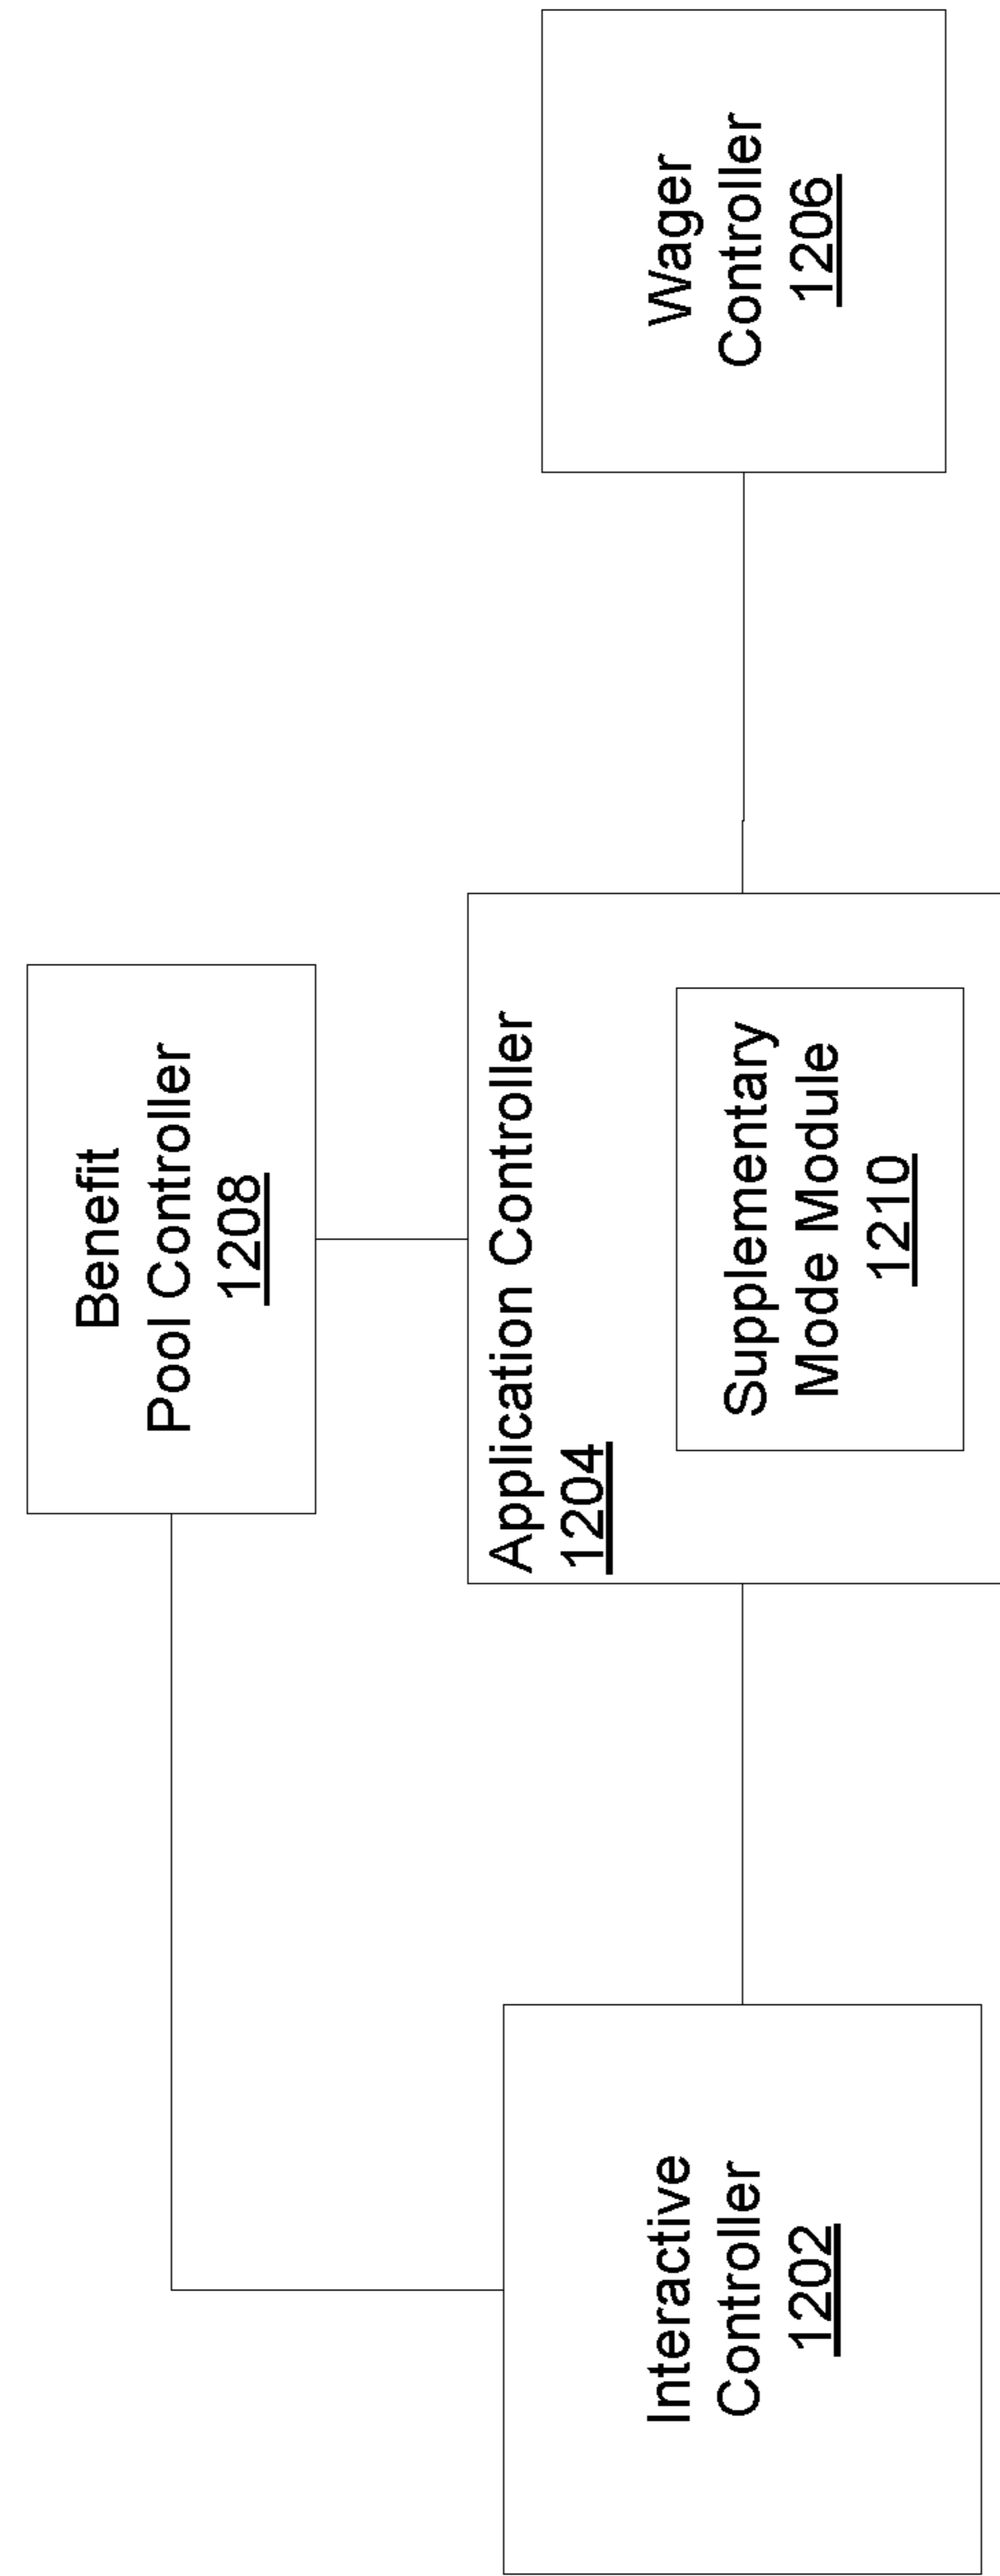 Benefit
Pool Controller
1208
Interactive
Controller
1202
Application Controller
1204
Supplementary
Mode Module
1210
Wager
Controller
1206